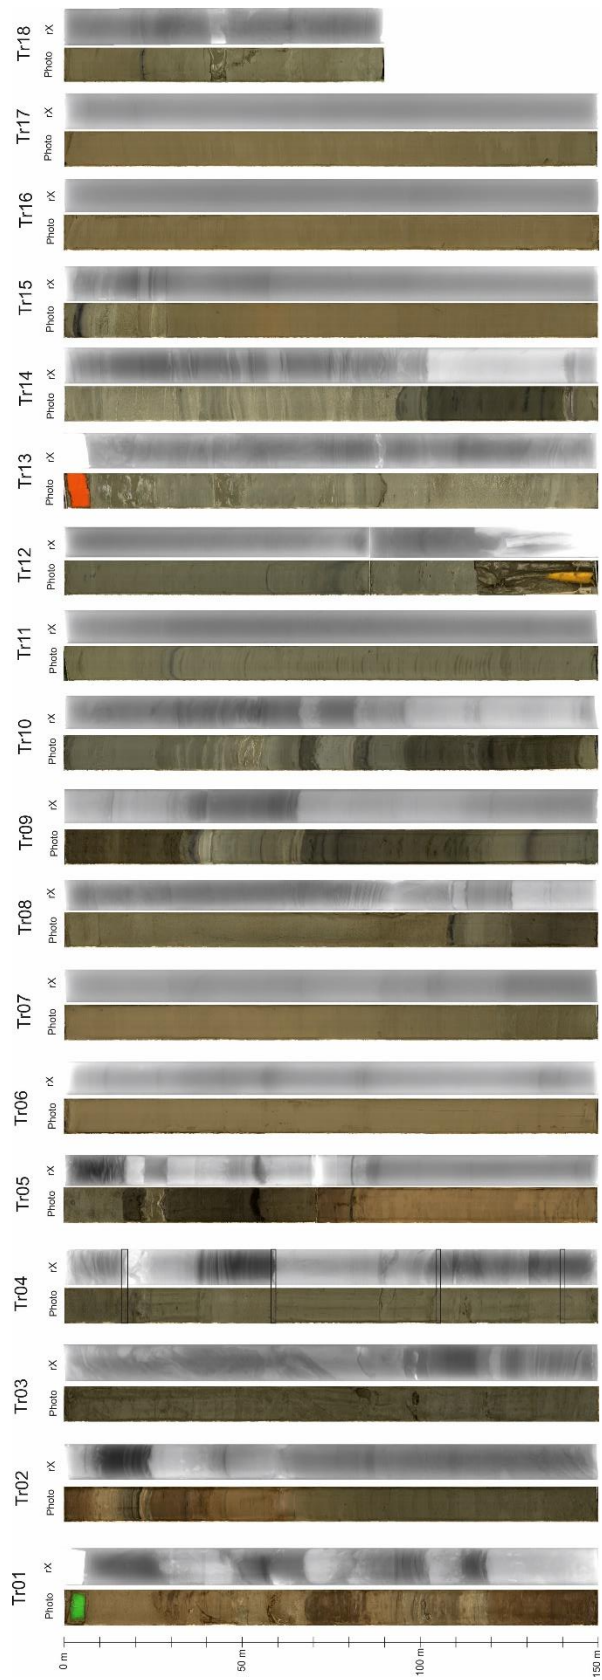 Tr18
rX
Photo
Tr17
rX
Photo
Tr16
rX
Photo
Tr15
rX
Photo
Tr14
rX
Photo
Tr13
rX
Photo
Tr12
rX
Photo
Tr11
rX
Photo
Tr10
rX
Photo
Tr09
rX
Photo
Tr08
rX
Photo
Tr07
rX
Photo
Tr06
rX
Photo
Tr05
rX
Photo
Tr04
rX
Photo
Tr03
rX
Photo
Tr02
rX
Photo
Tr01
rX
Photo
0 m
50 m
100 m
150 m